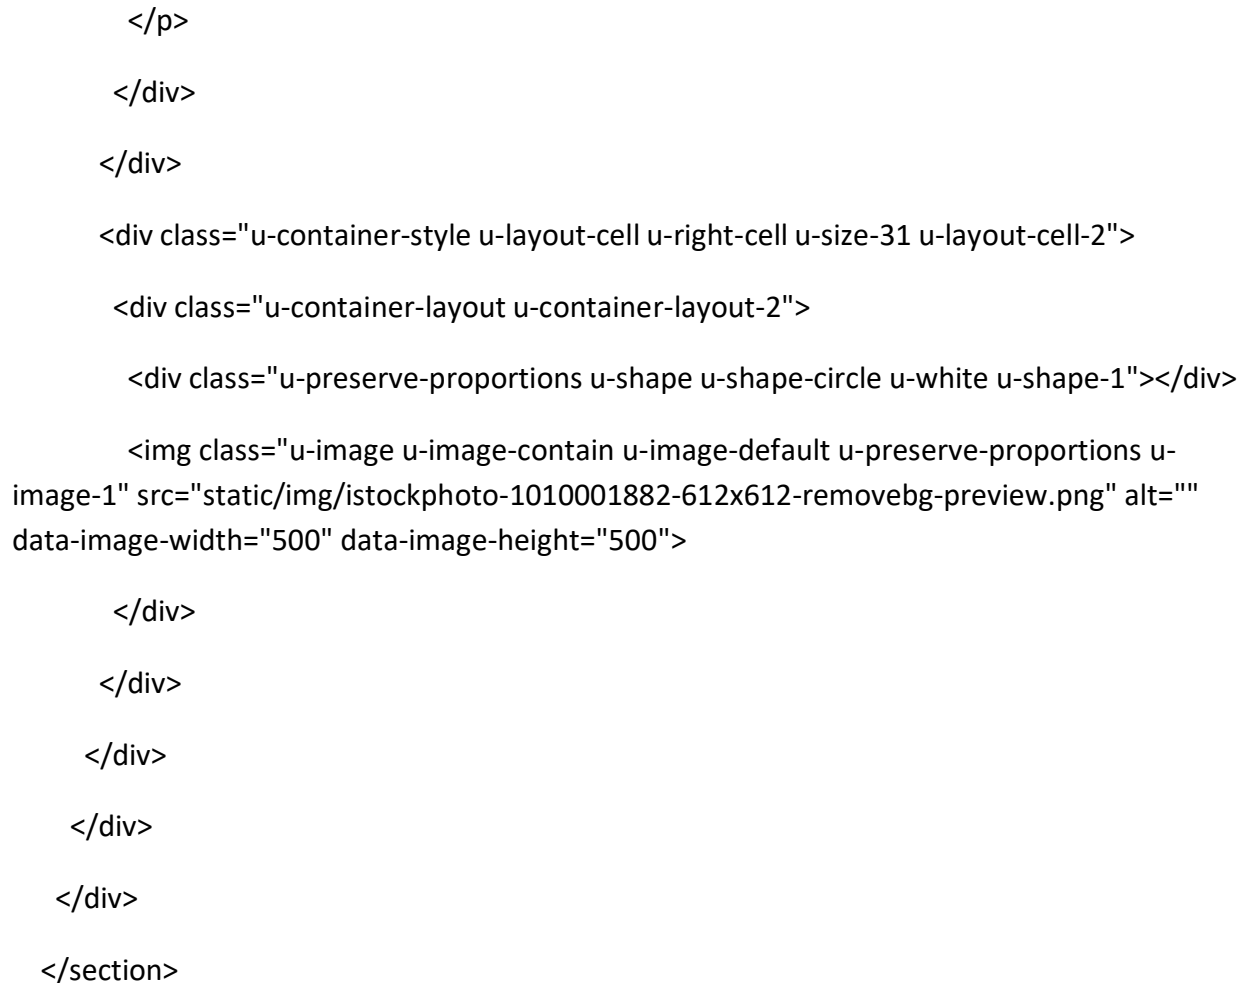 </p>
</div>
</div>
<div class="u-container-style u-layout-cell u-right-cell u-size-31 u-layout-cell-2">
<div class="u-container-layout u-container-layout-2">
<div class="u-preserve-proportions u-shape u-shape-circle u-white u-shape-1"></div>
<img class="u-image u-image-contain u-image-default u-preserve-proportions u-
image-1" src="static/img/istockphoto-1010001882-612x612-removebg-preview.png" alt=""
data-image-width="500" data-image-height="500">
</div>
</div>
</div>
</div>
</div>
</section>